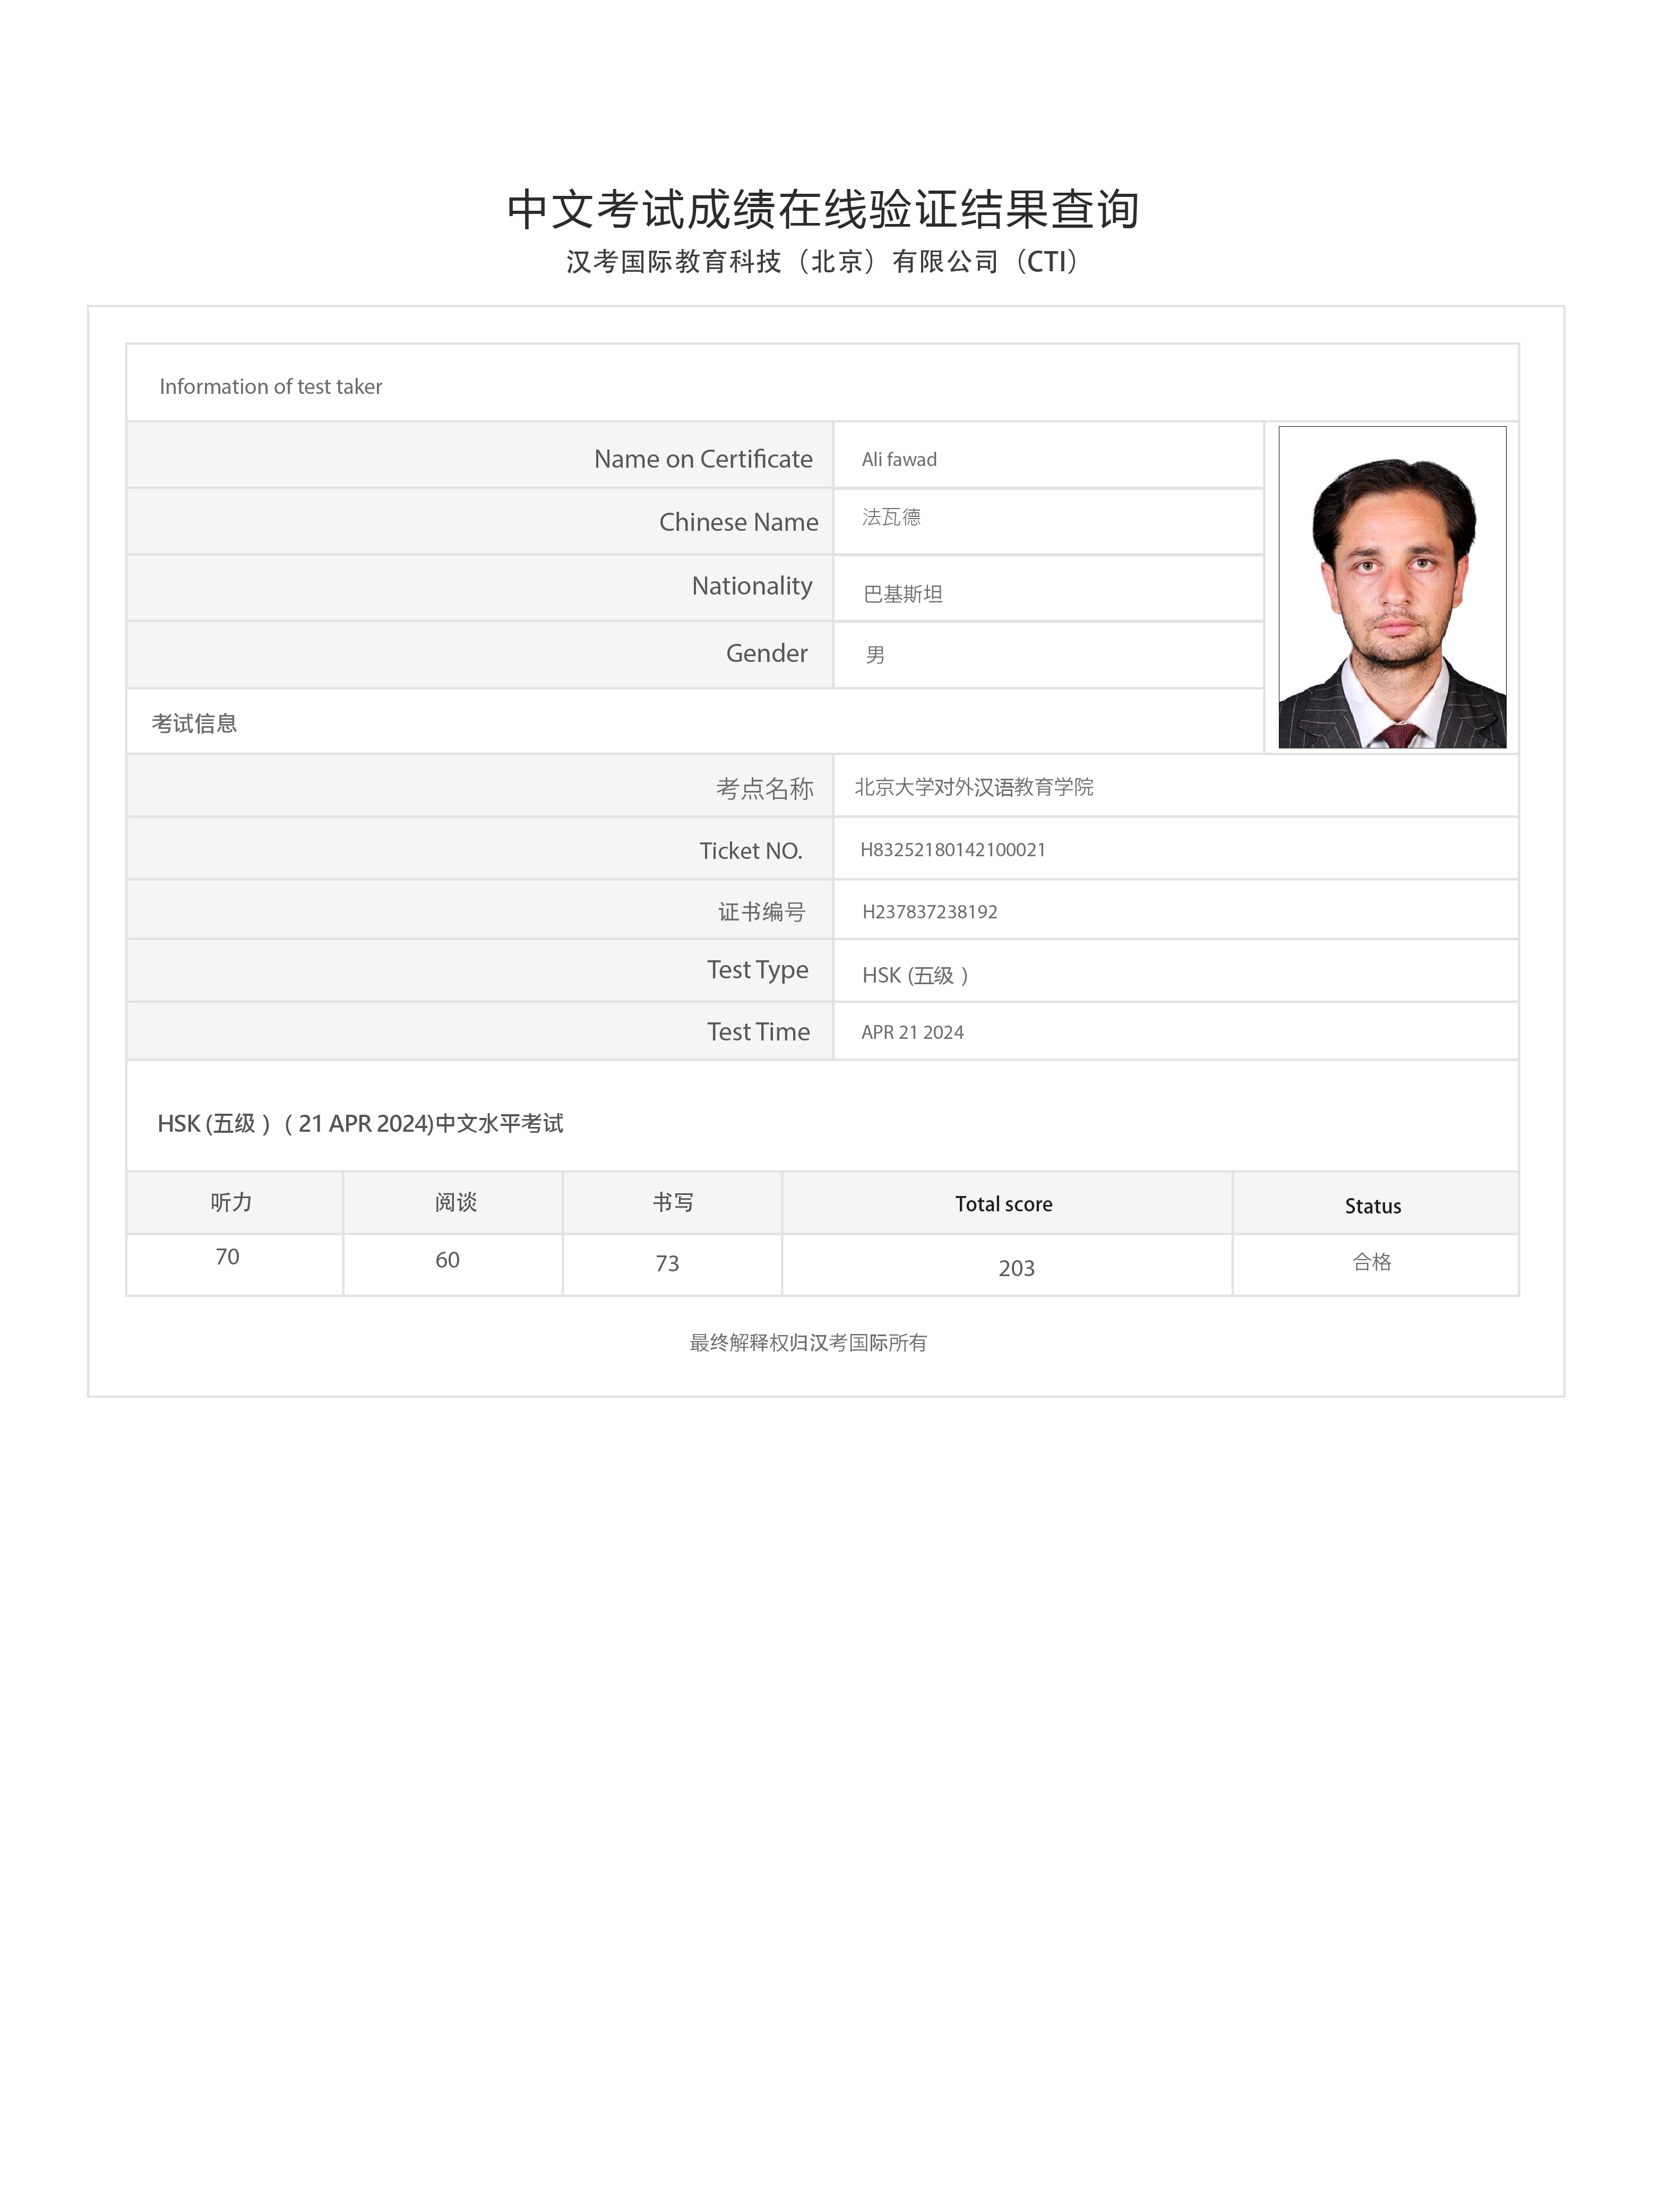 中文考试成绩在线验证结果查询
汉考国际教育科技（北京）有限公司（CTI）
Information of test taker
Name on Certificate Ali fawad
Chinese Name 法瓦德
Nationality 巴基斯坦
Gender 男
考试信息
考点名称 北京大学对外汉语教育学院
Ticket NO. H83252180142100021
证书编号 H237837238192
Test Type HSK (五级 )
Test Time APR 21 2024
HSK (五级 ) ( 21 APR 2024)中文水平考试
听力 阅谈 书写 Total score Status
70 60 73 203 合格
最终解释权归汉考国际所有